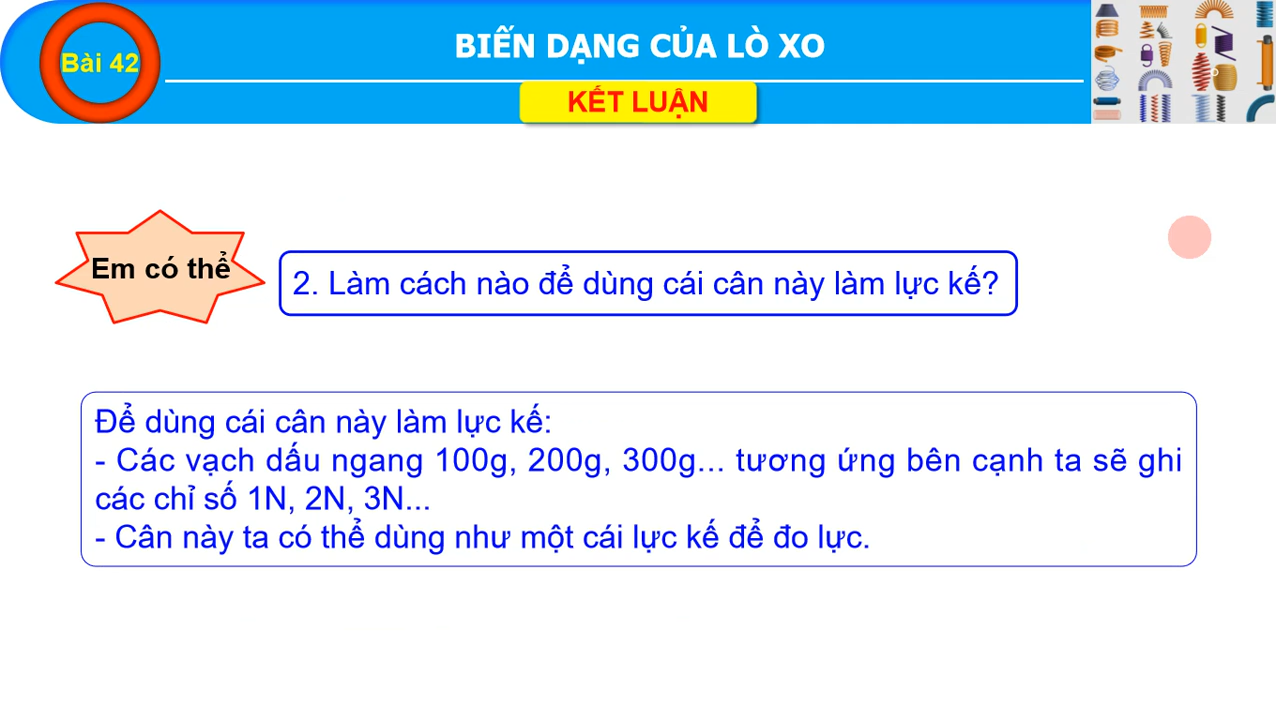 Bài 42
BIẾN DẠNG CỦA LÒ XO
KẾT LUẬN
Em có thể
2. Làm cách nào để dùng cái cân này làm lực kế?
Để dùng cái cân này làm lực kế:
- Các vạch dấu ngang 100g, 200g, 300g... tương ứng bên cạnh ta sẽ ghi
các chỉ số 1N, 2N, 3N...
- Cân này ta có thể dùng như một cái lực kế để đo lực.